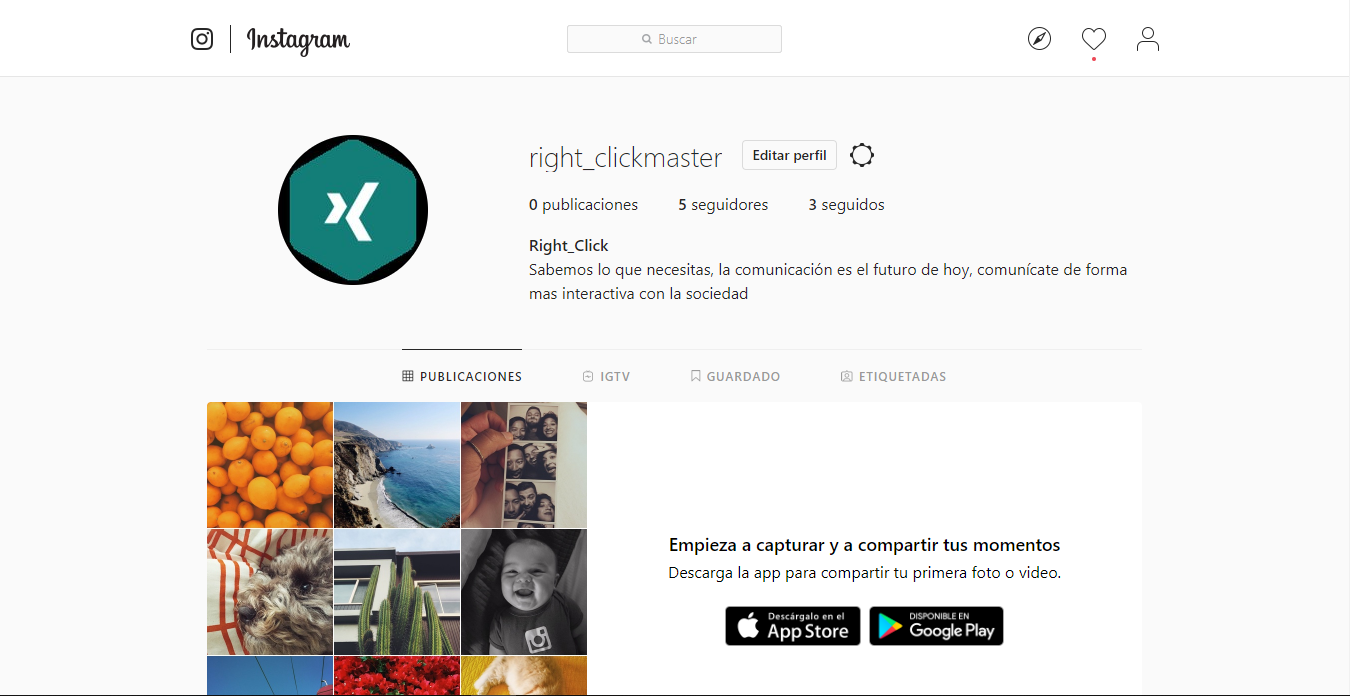 Instagram
Buscar
right_clickmaster
Editar perfil
0 publicaciones 5 seguidores 3 seguidos
Right_Click
Sabemos lo que necesitas, la comunicación es el futuro de hoy, comunícate de forma
mas interactiva con la sociedad
PUBLICACIONES IGTV GUARDADO ETIQUETADAS
Empieza a capturar y a compartir tus momentos
Descarga la app para compartir tu primera foto o video.
Descárgalo en el
App Store
DISPONIBLE EN
Google Play